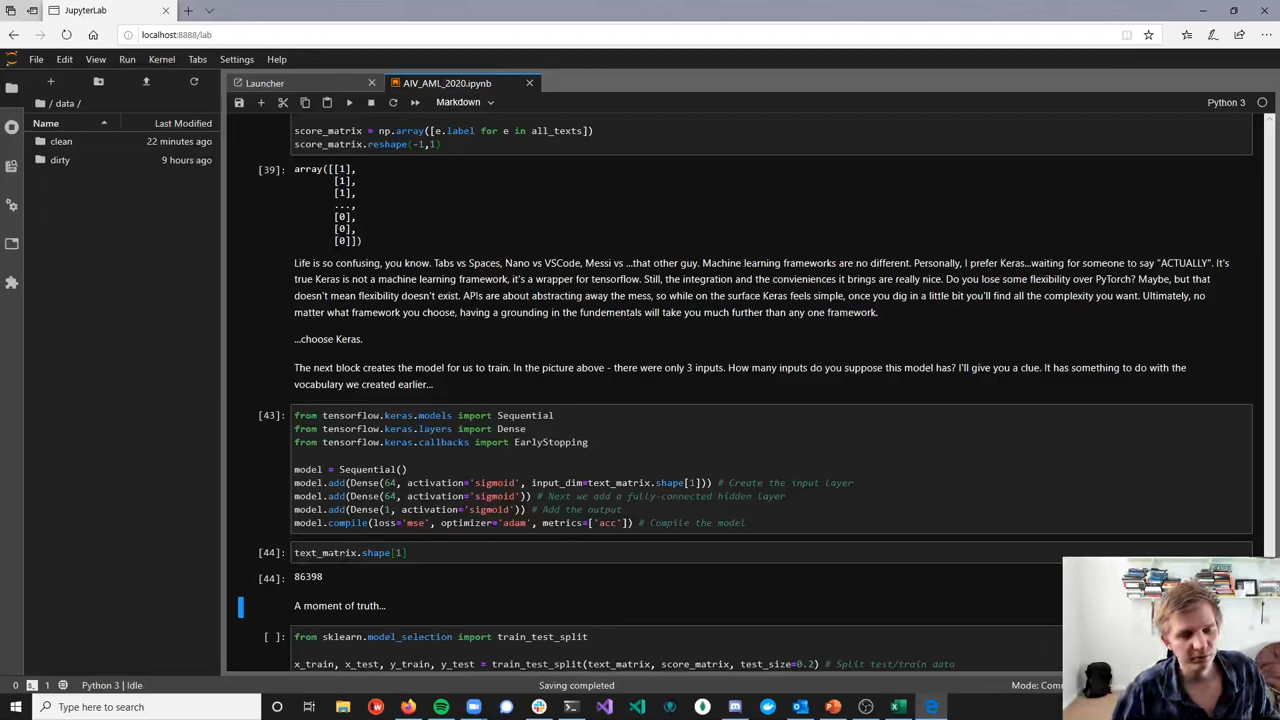 JupyterLab
localhost:8888/lab
File Edit View Run Kernel Tabs Settings Help
Launcher
AIV_AML_2020.ipynb
Markdown
Python 3
/ data /
Name
Last Modified
clean
22 minutes ago
dirty
9 hours ago
score_matrix = np.array([e.label for e in all_texts])
score_matrix.reshape(-1,1)
[39]:
array([[1],
[1],
[1],
...,
[0],
[0],
[0]])
Life is so confusing, you know. Tabs vs Spaces, Nano vs VSCode, Messi vs ...that other guy. Machine learning frameworks are no different. Personally, I prefer Keras...waiting for someone to say "ACTUALLY". It's
true Keras is not a machine learning framework, it's a wrapper for tensorflow. Still, the integration and the conviencies it brings are really nice. Do you lose some flexibility over PyTorch? Maybe, but that
doesn't mean flexibility doesn't exist. APIs are about abstracting away the mess, so while on the surface Keras feels simple, once you dig in a little bit you'll find all the complexity you want. Ultimately, no
matter what framework you choose, having a grounding in the fundementals will take you much further than any one framework.
...choose Keras.
The next block creates the model for us to train. In the picture above - there were only 3 inputs. How many inputs do you suppose this model has? I'll give you a clue. It has something to do with the
vocabulary we created earlier...
[43]:
from tensorflow.keras.models import Sequential
from tensorflow.keras.layers import Dense
from tensorflow.keras.callbacks import EarlyStopping
model = Sequential()
model.add(Dense(64, activation='sigmoid', input_dim=text_matrix.shape[1])) # Create the input layer
model.add(Dense(64, activation='sigmoid')) # Next we add a fully-connected hidden layer
model.add(Dense(1, activation='sigmoid')) # Add the output
model.compile(loss='mse', optimizer='adam', metrics=['acc']) # Compile the model
[44]:
text_matrix.shape[1]
[44]:
86398
A moment of truth...
[ ]:
from sklearn.model_selection import train_test_split
x_train, x_test, y_train, y_test = train_test_split(text_matrix, score_matrix, test_size=0.2) # Split test/train data
0
1
Python 3 | Idle
Saving completed
Mode: Comm
Type here to search